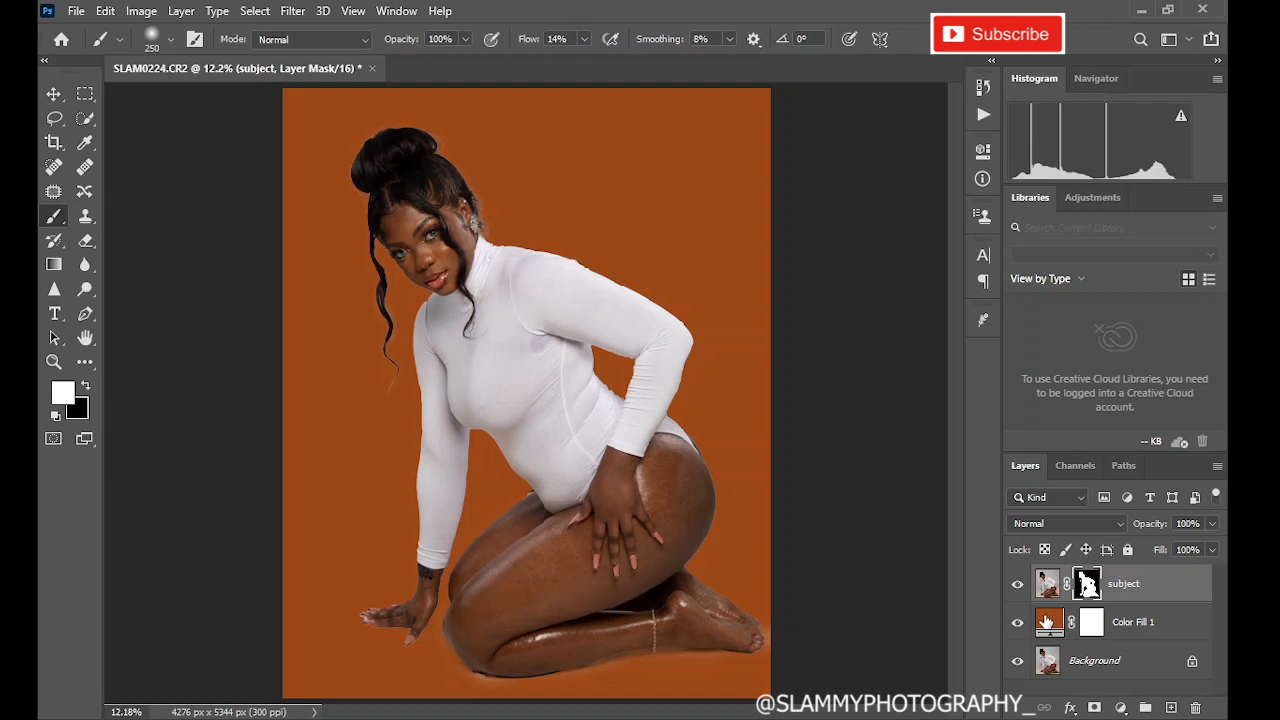 Ps File Edit Image Layer Type Select Filter 3D View Window Help
250 Mode: Normal Opacity: 100% Flow: 14% Smoothing: 8% 0°
Subscribe
SLAM0224.CR2 @ 12.2% (subject, Layer Mask/16) *
Histogram Navigator
Libraries Adjustments
Search Current Library
View by Type
To use Creative Cloud Libraries, you need
to be logged into a Creative Cloud
account.
-- KB
Layers Channels Paths
Kind
Normal Opacity: 100%
Lock: Fill: 100%
subject
Color Fill 1
Background
12.18% 4276 px x 5344 px (300 ppi)
@SLAMMYPHOTOGRAPHY_